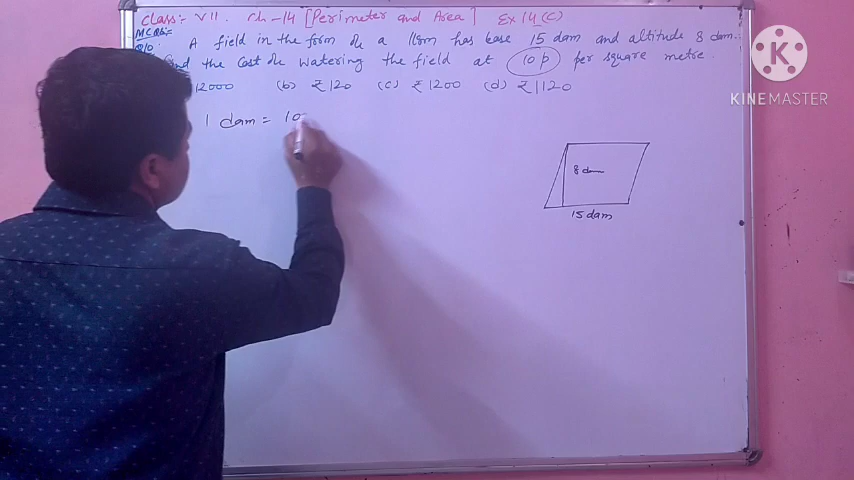 Class:- VII. Ch-14 [Perimeter and Area] Ex 14 (C)
MCQs:-
Q10. A field in the form of a ||gm has base 15 dam and altitude 8 dam.
the cost of watering the field at 10 p per square metre.
12000 (b) ₹ 120 (c) ₹ 1200 (d) ₹ 1120
1 dam = 10
8 dam
15 dam
KINEMASTER